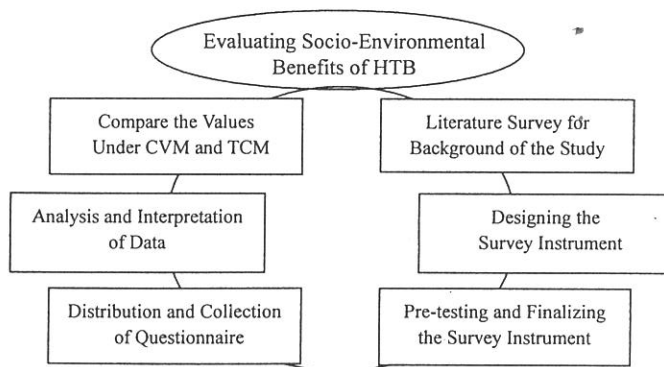 Evaluating Socio-Environmental
Benefits of HTB
Compare the Values
Under CVM and TCM
Literature Survey for
Background of the Study
Analysis and Interpretation
of Data
Designing the
Survey Instrument
Distribution and Collection
of Questionnaire
Pre-testing and Finalizing
the Survey Instrument